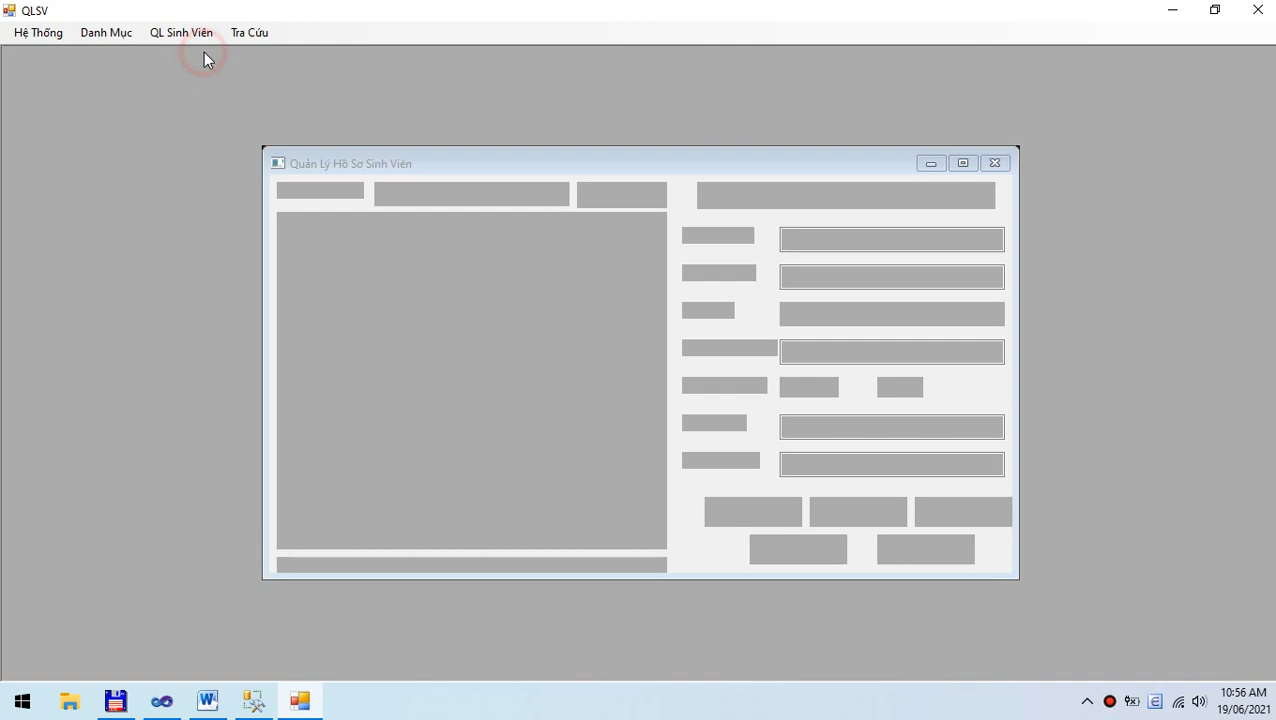 QLSV
Hệ Thống Danh Mục QL Sinh Viên Tra Cứu
Quản Lý Hồ Sơ Sinh Viên
10:56 AM
19/06/2021